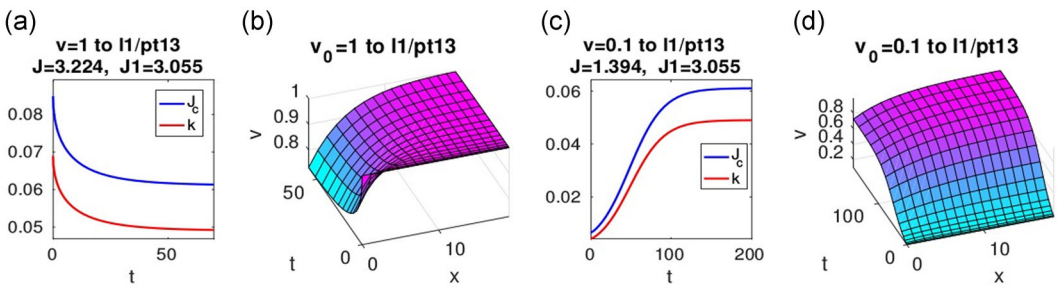 (a)
v=1 to l1/pt13
J=3.224, J1=3.055
0.08
0.07
0.06
0.05
J_c
k
0
50
t
(b)
v_0=1 to l1/pt13
1
0.9
0.8
v
50
t
0
0
10
x
(c)
v=0.1 to l1/pt13
J=1.394, J1=3.055
0.06
0.04
0.02
J_c
k
0
100
200
t
(d)
v_0=0.1 to l1/pt13
0.8
0.6
0.4
0.2
v
100
t
0
0
10
x